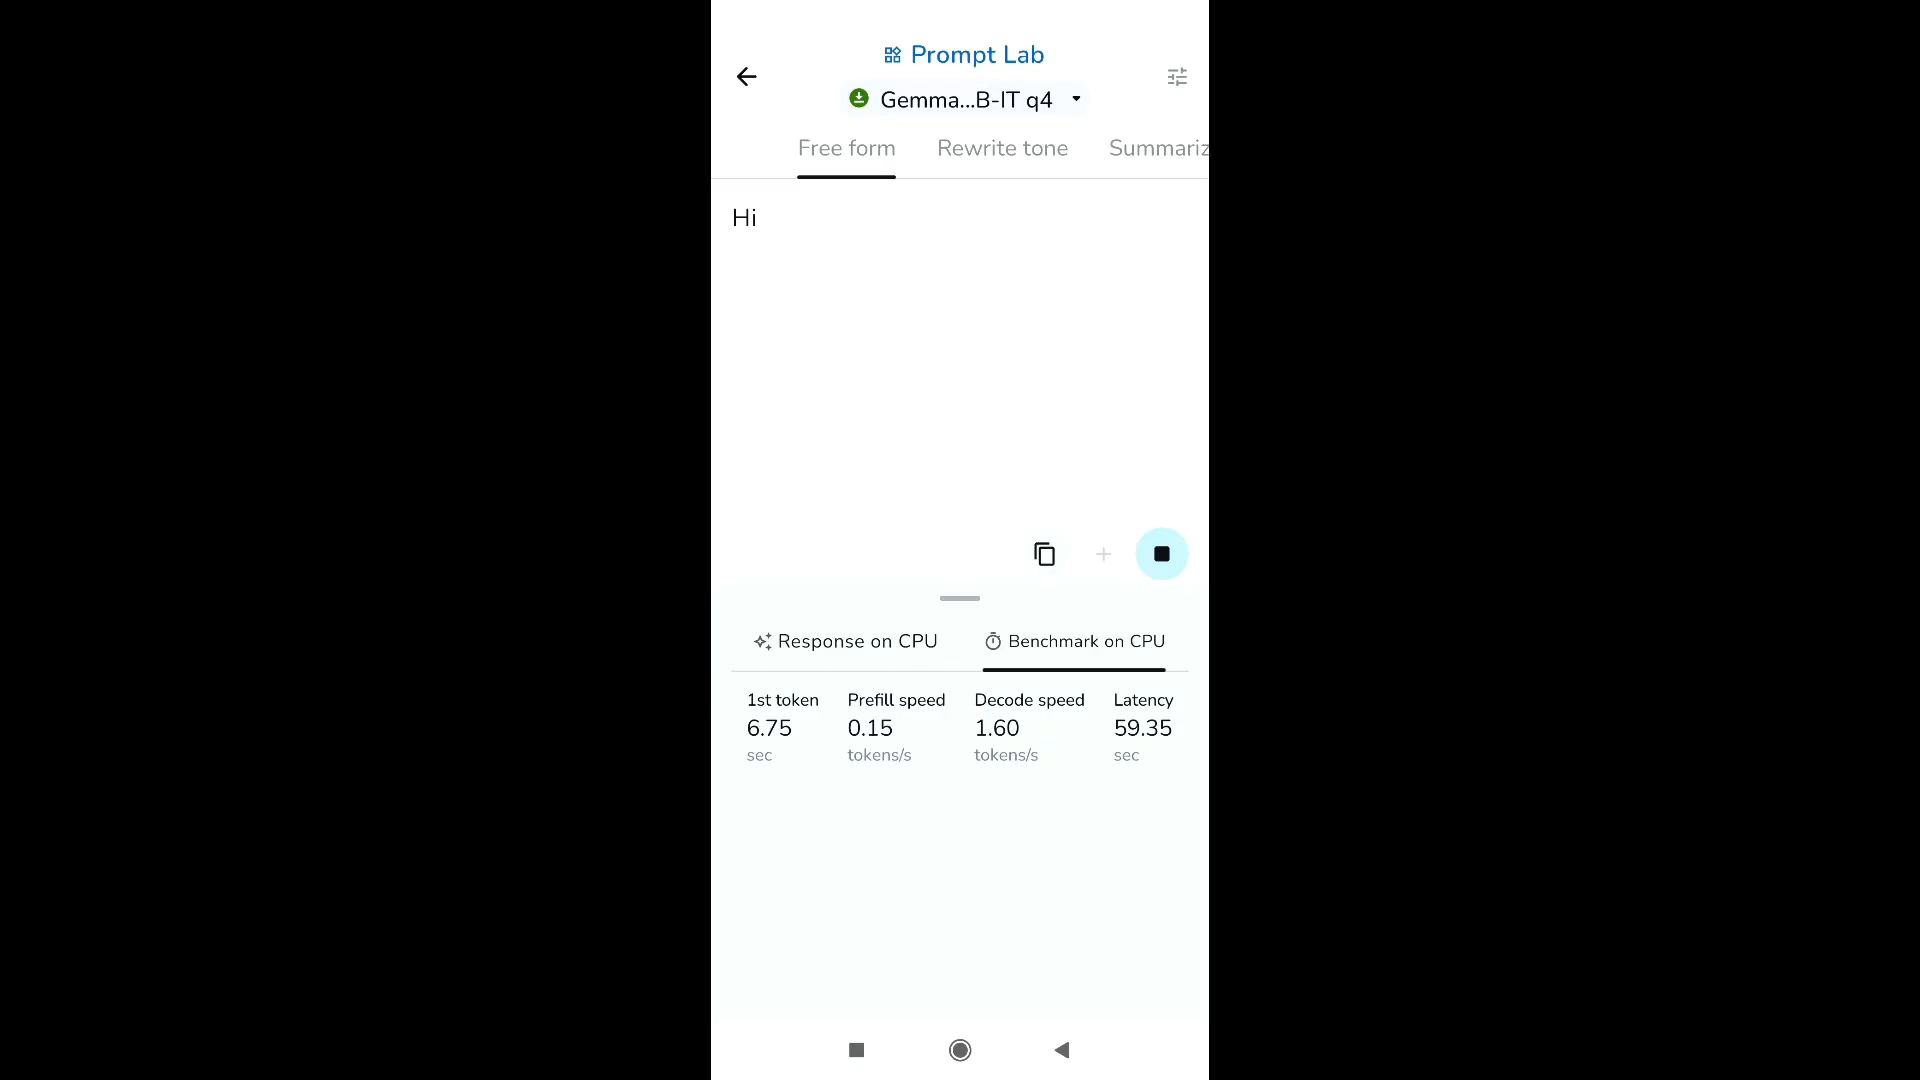 Prompt Lab
Gemma...B-IT q4
Free form Rewrite tone Summariz
Hi
Response on CPU Benchmark on CPU
1st token Prefill speed Decode speed Latency
6.75 0.15 1.60 59.35
sec tokens/s tokens/s sec